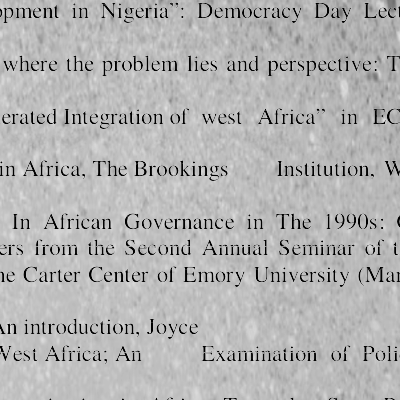 opment in Nigeria”: Democracy Day Lect
where the problem lies and perspective: T
erated Integration of west Africa” in EC
in Africa, The Brookings Institution, W
In African Governance in The 1990s:
ers from the Second Annual Seminar of t
he Carter Center of Emory University (Mar
An introduction, Joyce
West Africa; An Examination of Poli